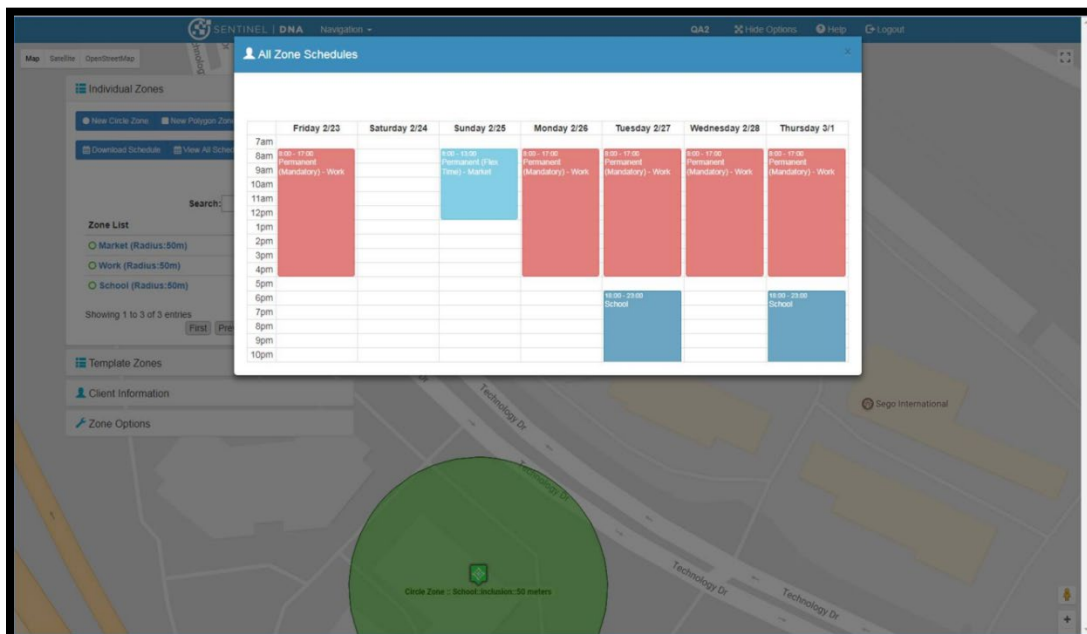 SENTINEL | DNA Navigation QA2 Hide Options Help Logout
Map Satellite OpenStreetMap
All Zone Schedules ×
Individual Zones
New Circle Zone New Polygon Zone
Download Schedule View All Sched
Search:
Zone List
Market (Radius:50m)
Work (Radius:50m)
School (Radius:50m)
Showing 1 to 3 of 3 entries
First Pre
Template Zones
Client Information
Zone Options
Friday 2/23 Saturday 2/24 Sunday 2/25 Monday 2/26 Tuesday 2/27 Wednesday 2/28 Thursday 3/1
7am
8am
9am
10am
11am
12pm
1pm
2pm
3pm
4pm
5pm
6pm
7pm
8pm
9pm
10pm
8:00 - 17:00
Permanent
(Mandatory) - Work
Permanent (Flex
Time) - Market
8:00 - 17:00
Permanent
(Mandatory) - Work
8:00 - 17:00
Permanent
(Mandatory) - Work
18:00 - 23:00
School
8:00 - 17:00
Permanent
(Mandatory) - Work
8:00 - 17:00
Permanent
(Mandatory) - Work
18:00 - 23:00
School
Technology Dr
Technology Dr
Sego International
Circle Zone :: School :Inclusion::50 meters
Technology Dr
Technology Dr
Technology